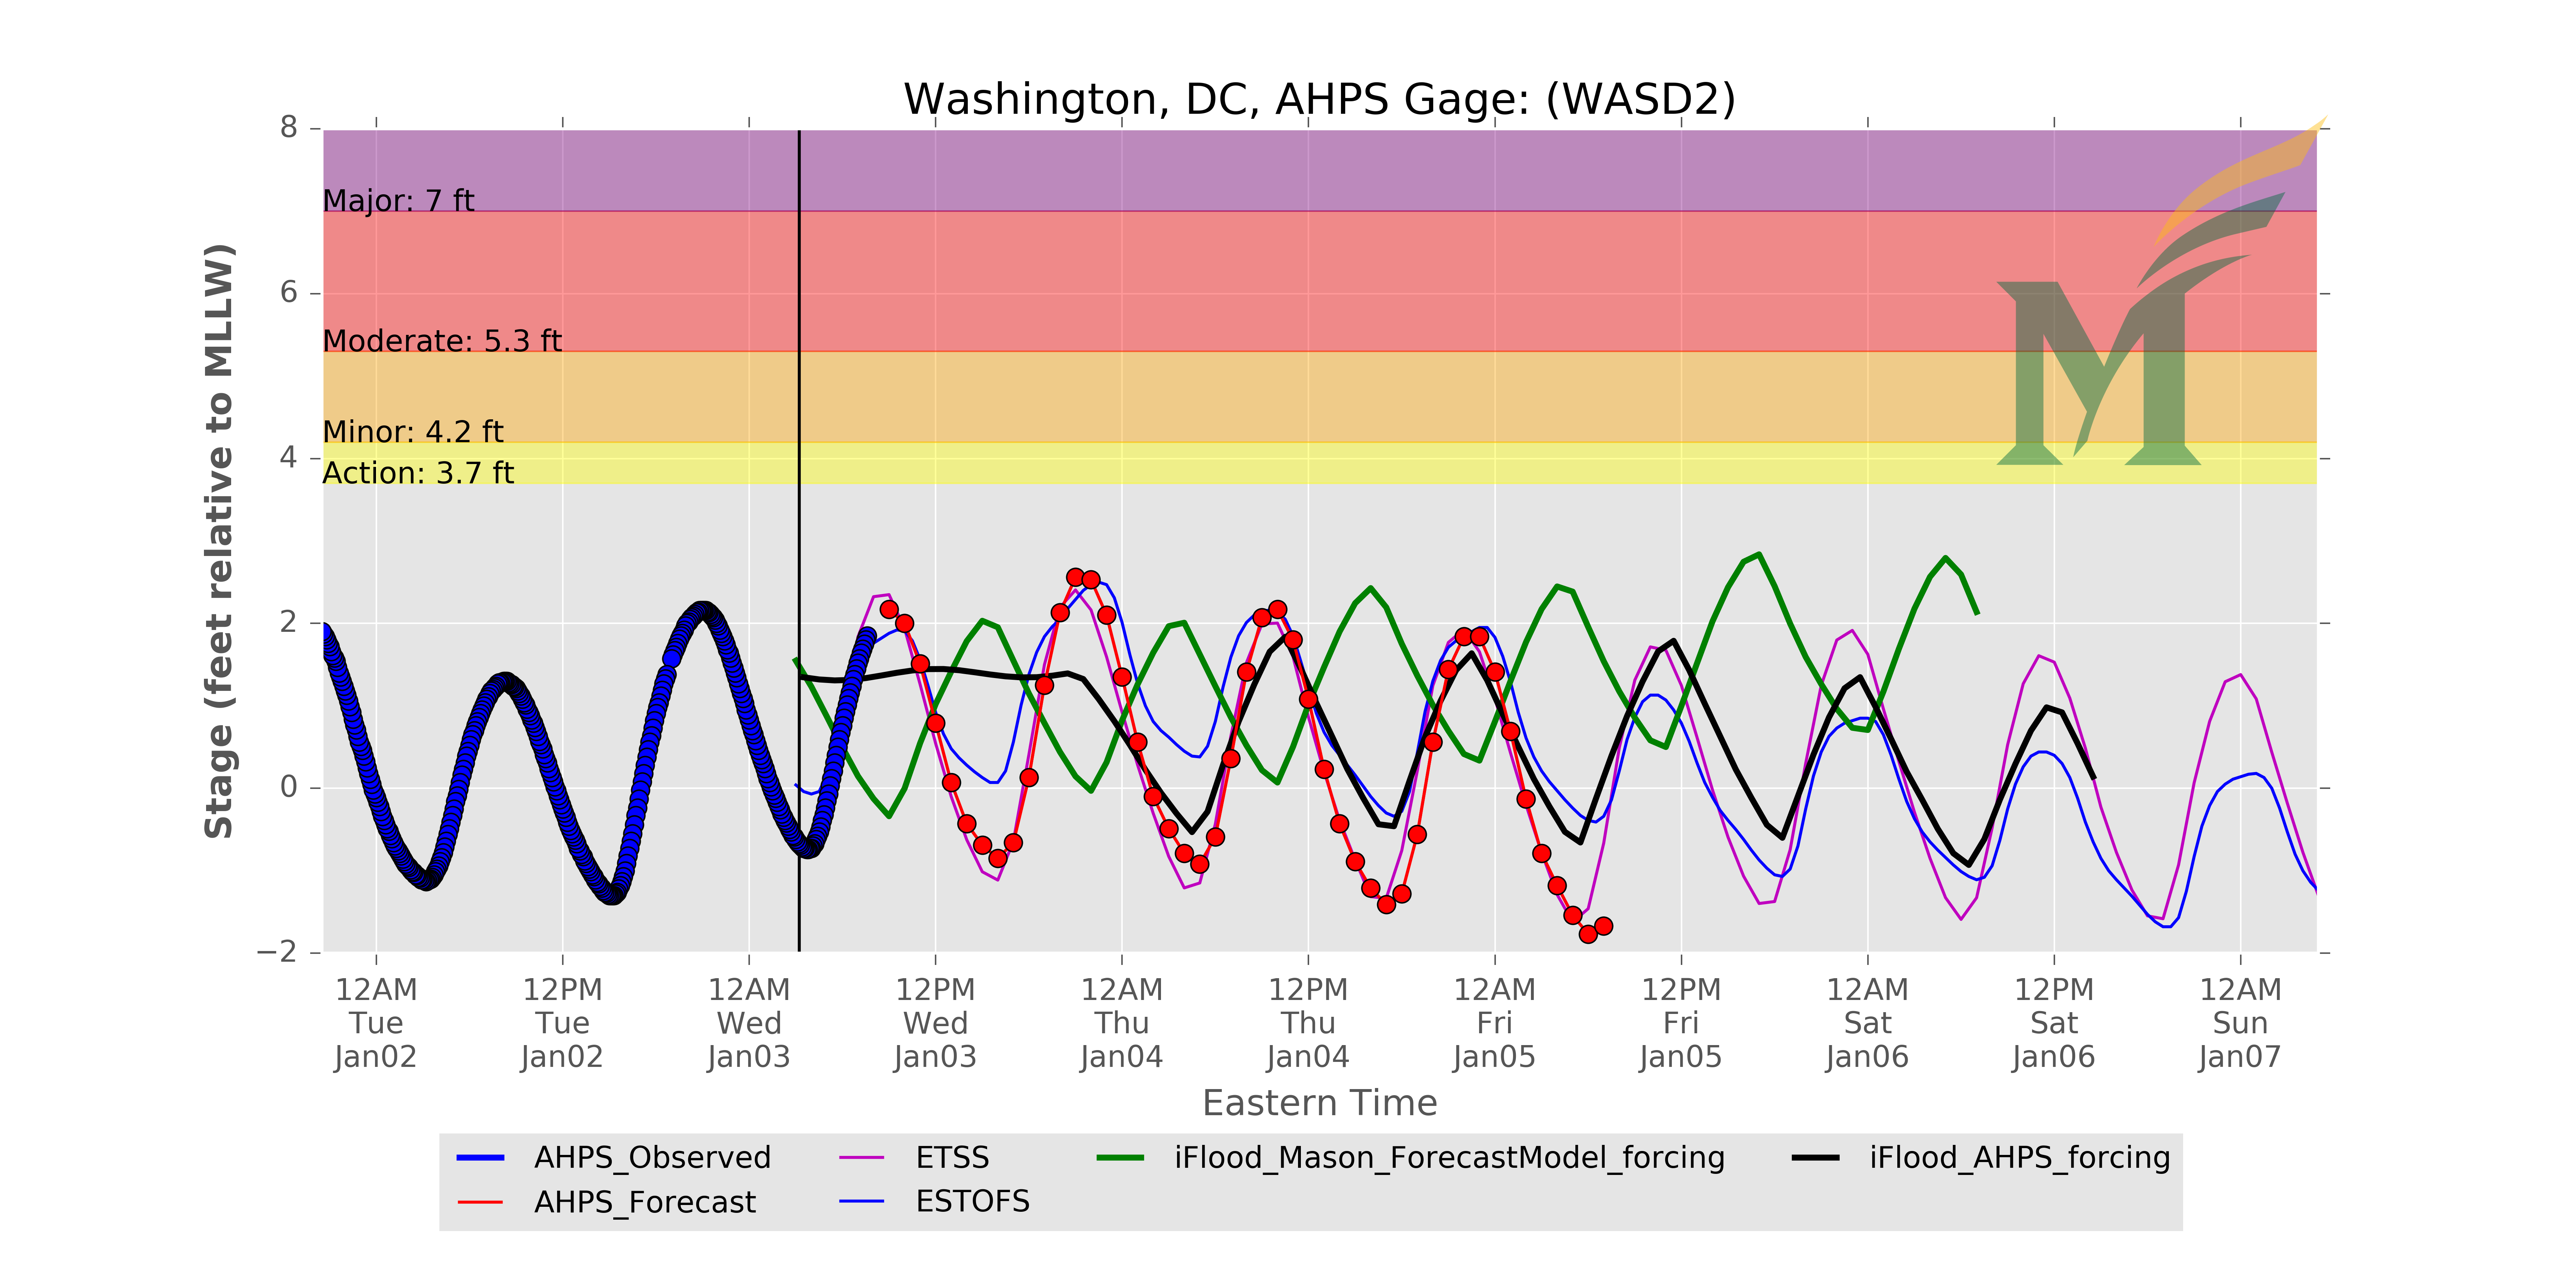 Washington, DC, AHPS Gage: (WASD2)
8
Major: 7 ft
6
Moderate: 5.3 ft
Minor: 4.2 ft
4
Action: 3.7 ft
2
0
−2
Stage (feet relative to MLLW)
12AM 12PM 12AM 12PM 12AM 12PM 12AM 12PM 12AM 12PM 12AM
Tue Tue Wed Wed Thu Thu Fri Fri Sat Sat Sun
Jan02 Jan02 Jan03 Jan03 Jan04 Jan04 Jan05 Jan05 Jan06 Jan06 Jan07
Eastern Time
AHPS_Observed ETSS iFlood_Mason_ForecastModel_forcing iFlood_AHPS_forcing
AHPS_Forecast ESTOFS
M